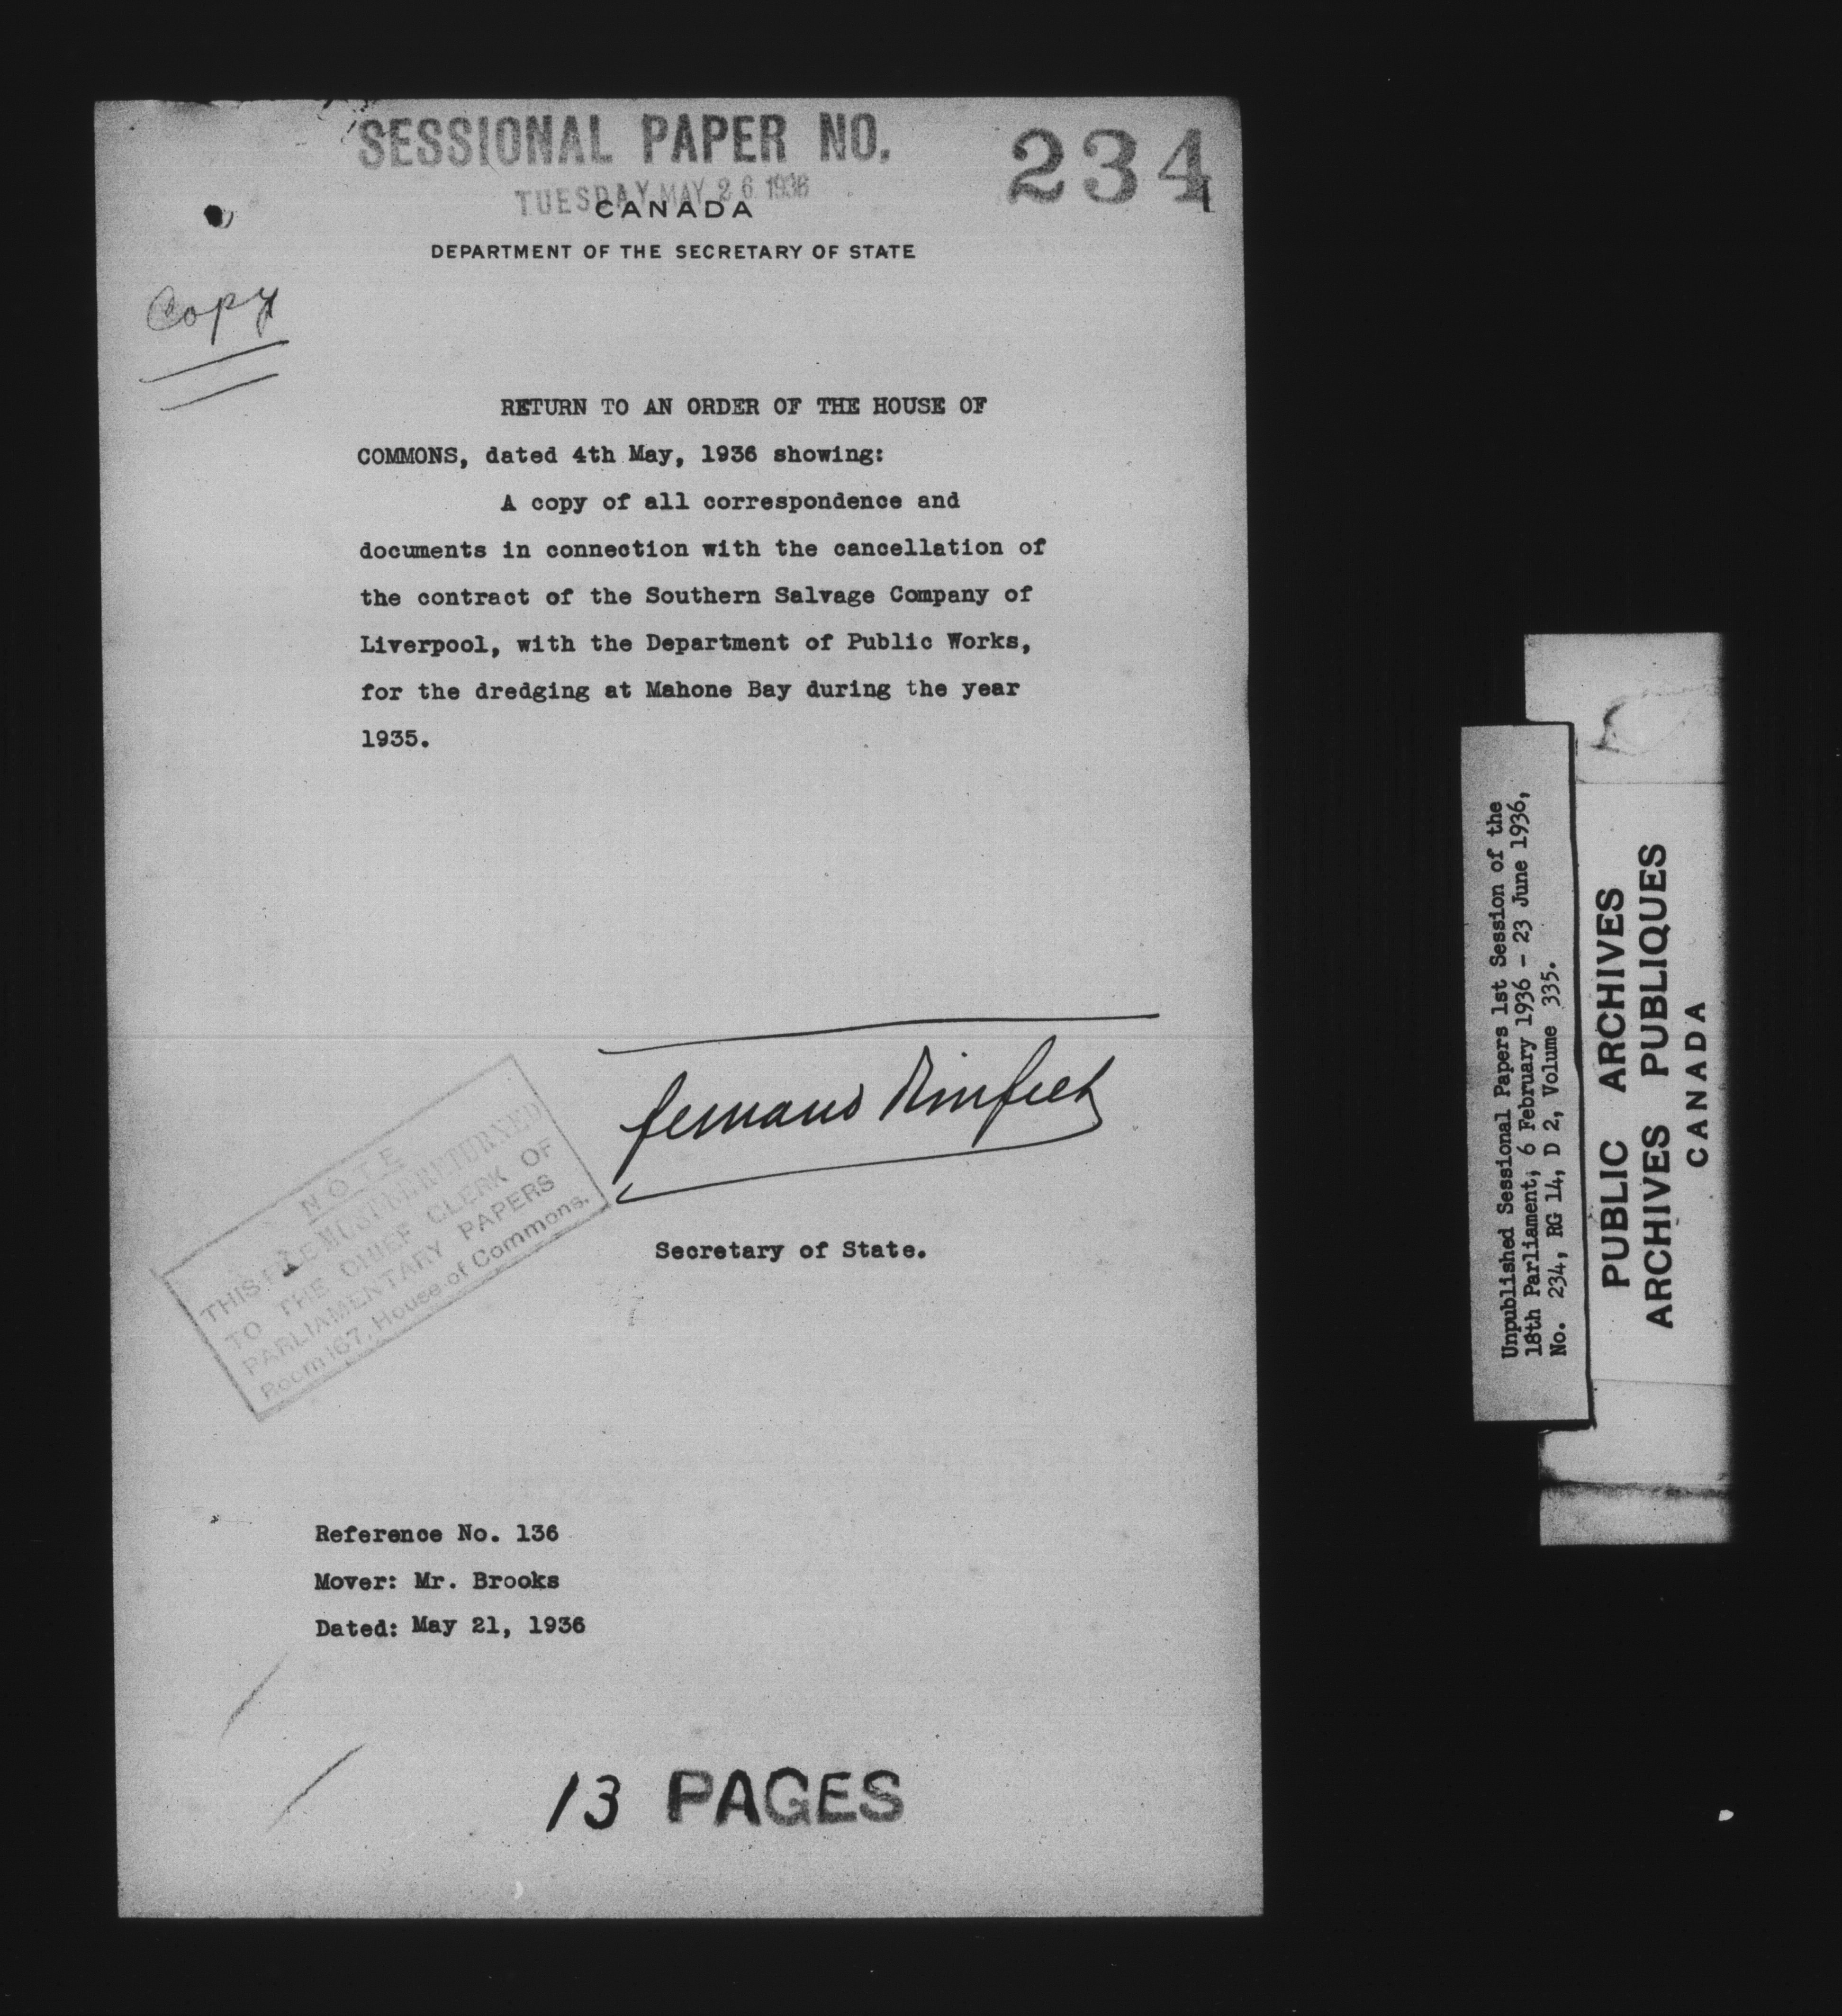 SESSIONAL PAPER NO. 234
TUESDAY MAY 26 1936
CANADA
DEPARTMENT OF THE SECRETARY OF STATE
Copy
RETURN TO AN ORDER OF THE HOUSE OF
COMMONS, dated 4th May, 1936 showing:
A copy of all correspondence and
documents in connection with the cancellation of
the contract of the Southern Salvage Company of
Liverpool, with the Department of Public Works,
for the dredging at Mahone Bay during the year
1935.
Fernand Rinfret
Secretary of State.
NOTE
THIS FILE MUST BE RETURNED
TO THE CHIEF CLERK OF
PARLIAMENTARY PAPERS
Room 167, House of Commons.
Reference No. 136
Mover: Mr. Brooks
Dated: May 21, 1936
13 PAGES
Unpublished Sessional Papers 1st Session of the
18th Parliament, 6 February 1936 - 23 June 1936,
No. 234, RG 14, D 2, Volume 335.
PUBLIC ARCHIVES
ARCHIVES PUBLIQUES
CANADA